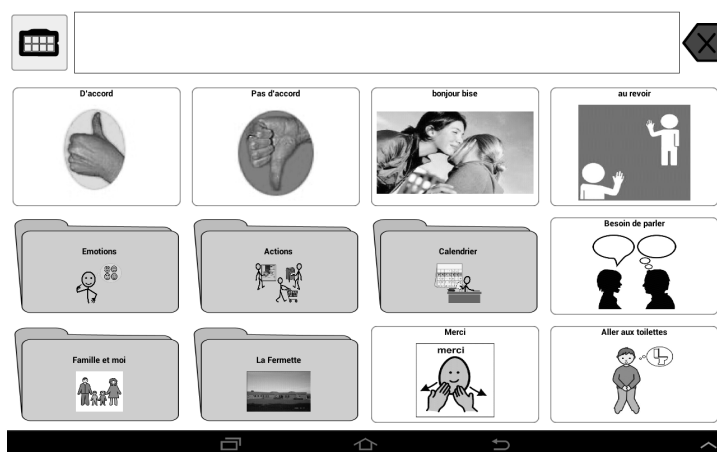 D'accord
Pas d'accord
bonjour bise
au revoir
Emotions
Actions
Calendrier
Besoin de parler
Famille et moi
La Fermette
Merci
merci
Aller aux toilettes